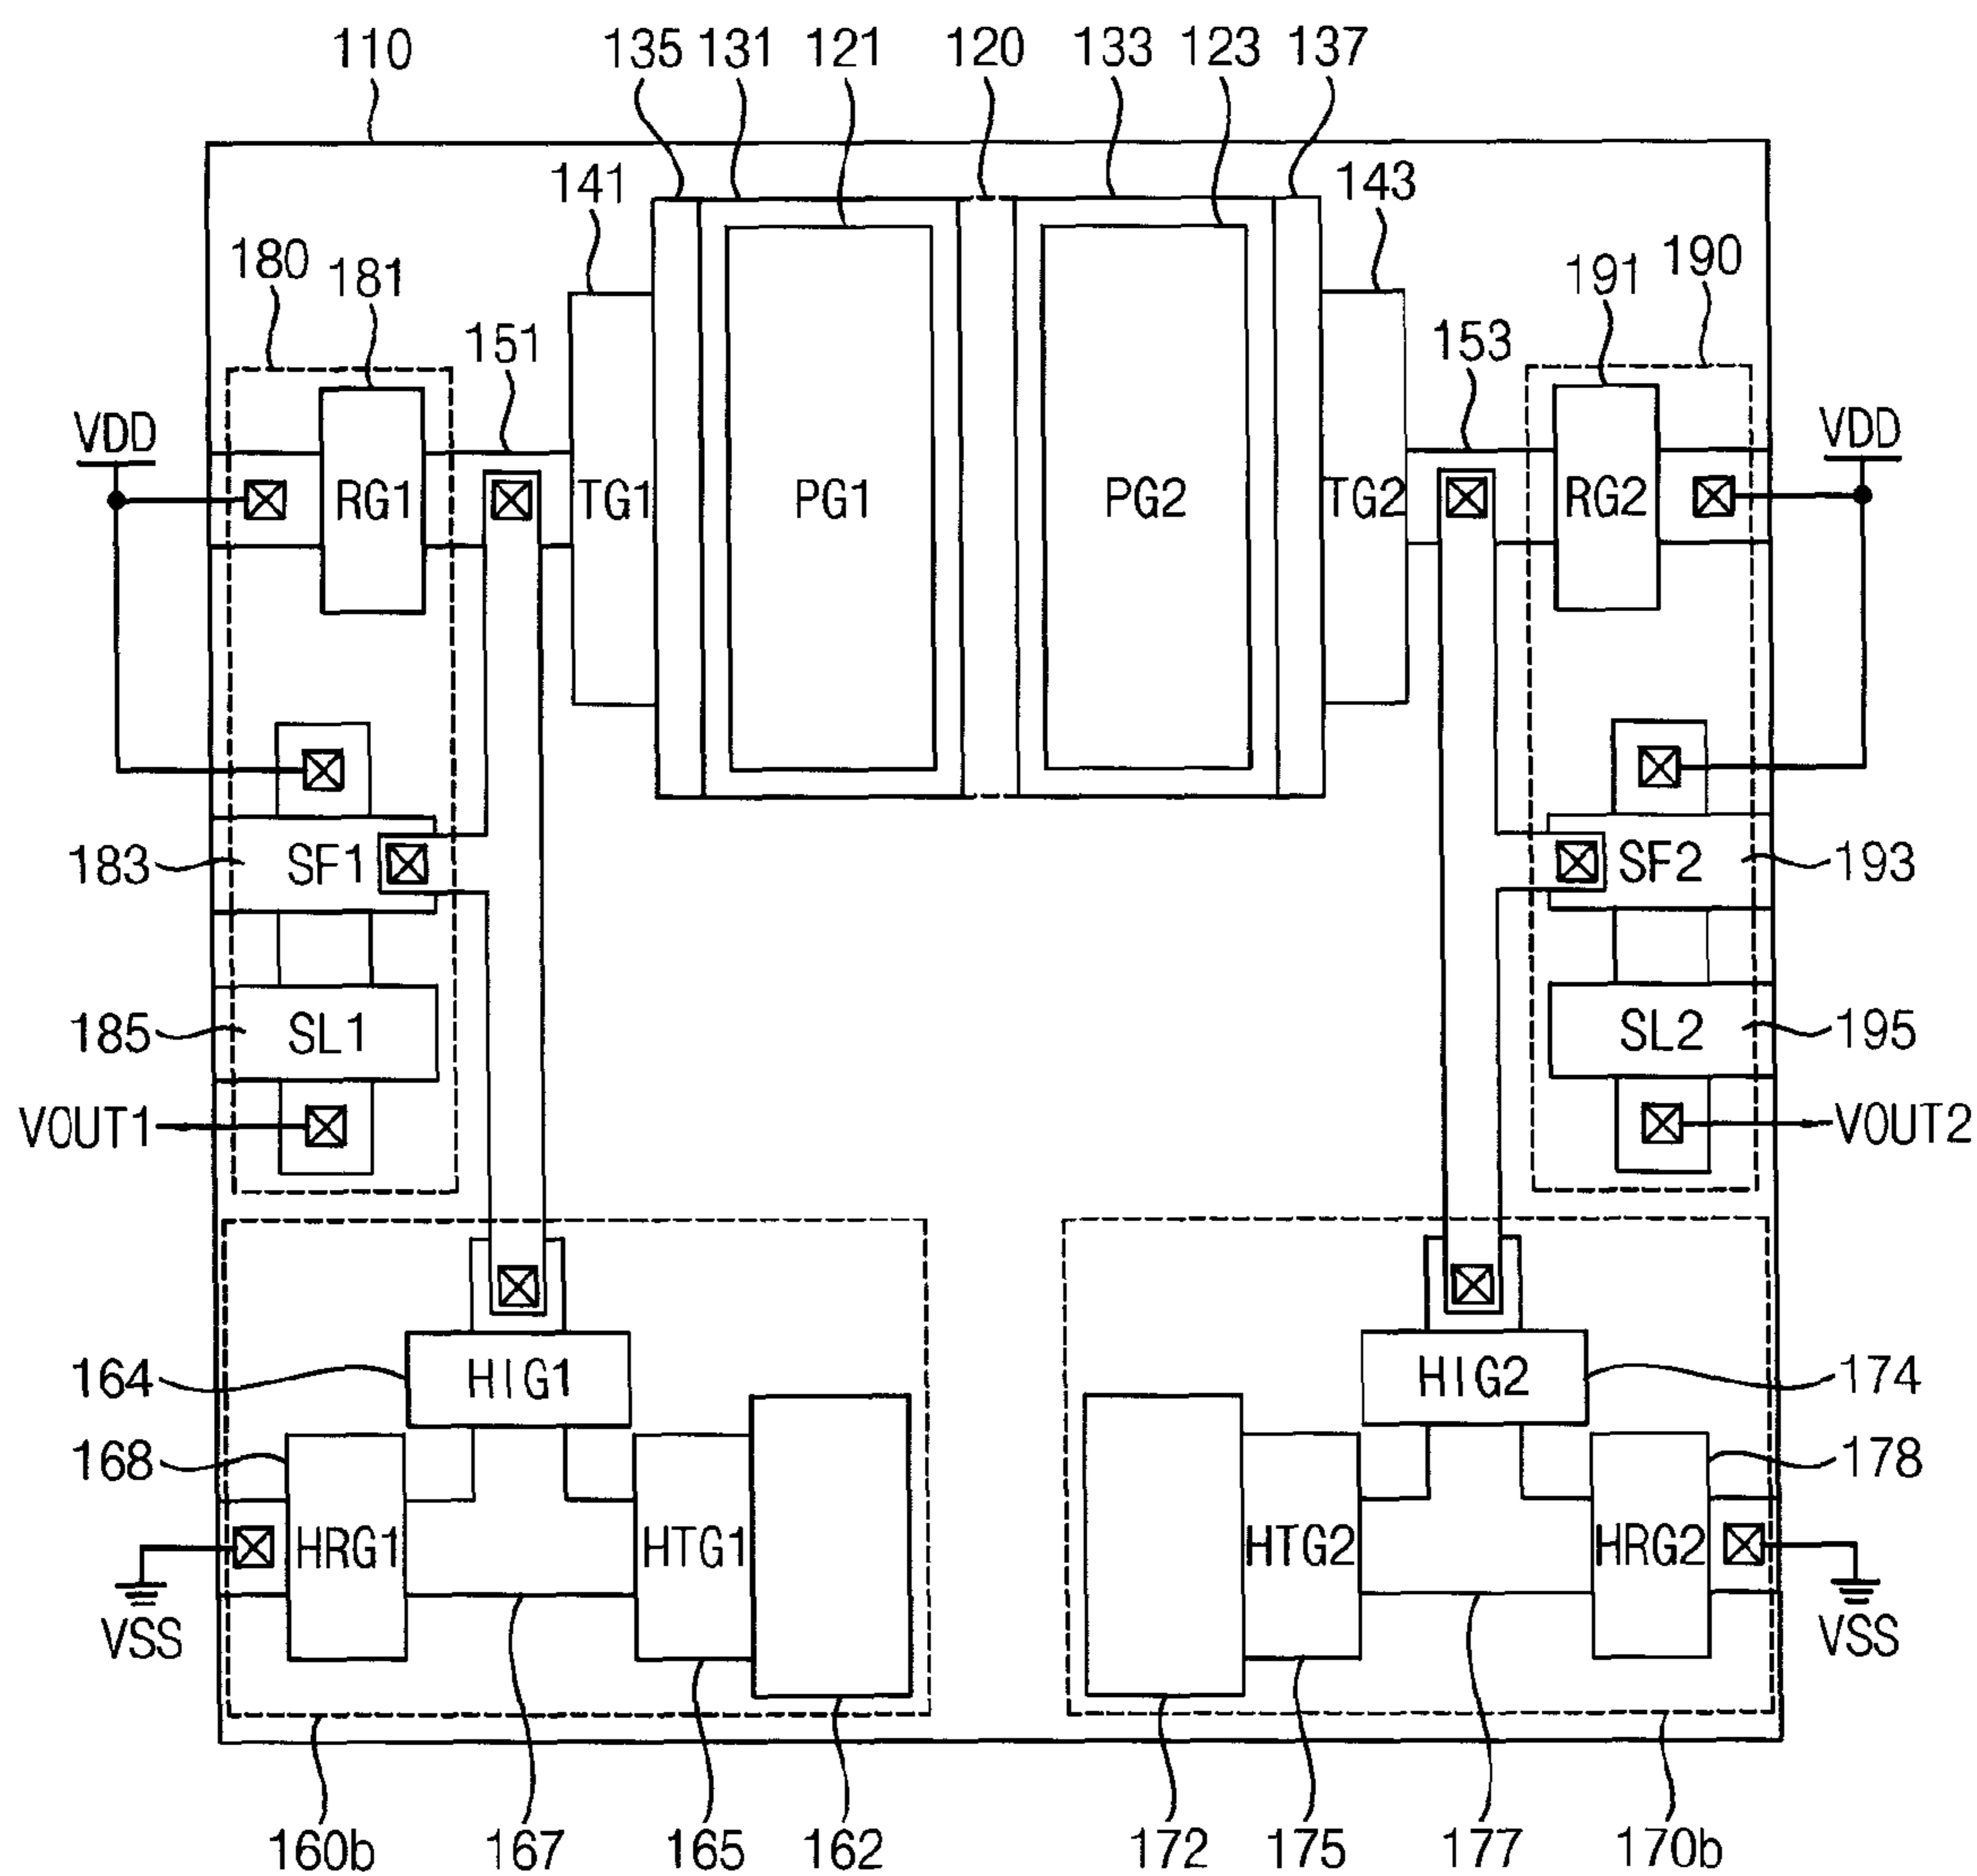 110 135 131 121 120 133 123 137
141 143
180 181 191 190
151 153
VDD VDD
RG1 TG1 PG1 PG2 TG2 RG2
183 SF1 SF2 193
185 SL1 SL2 195
VOUT1 VOUT2
164 HIG1 HIG2 174
168 178
HRG1 HTG1 HTG2 HRG2
VSS VSS
160b 167 165 162 172 175 177 170b